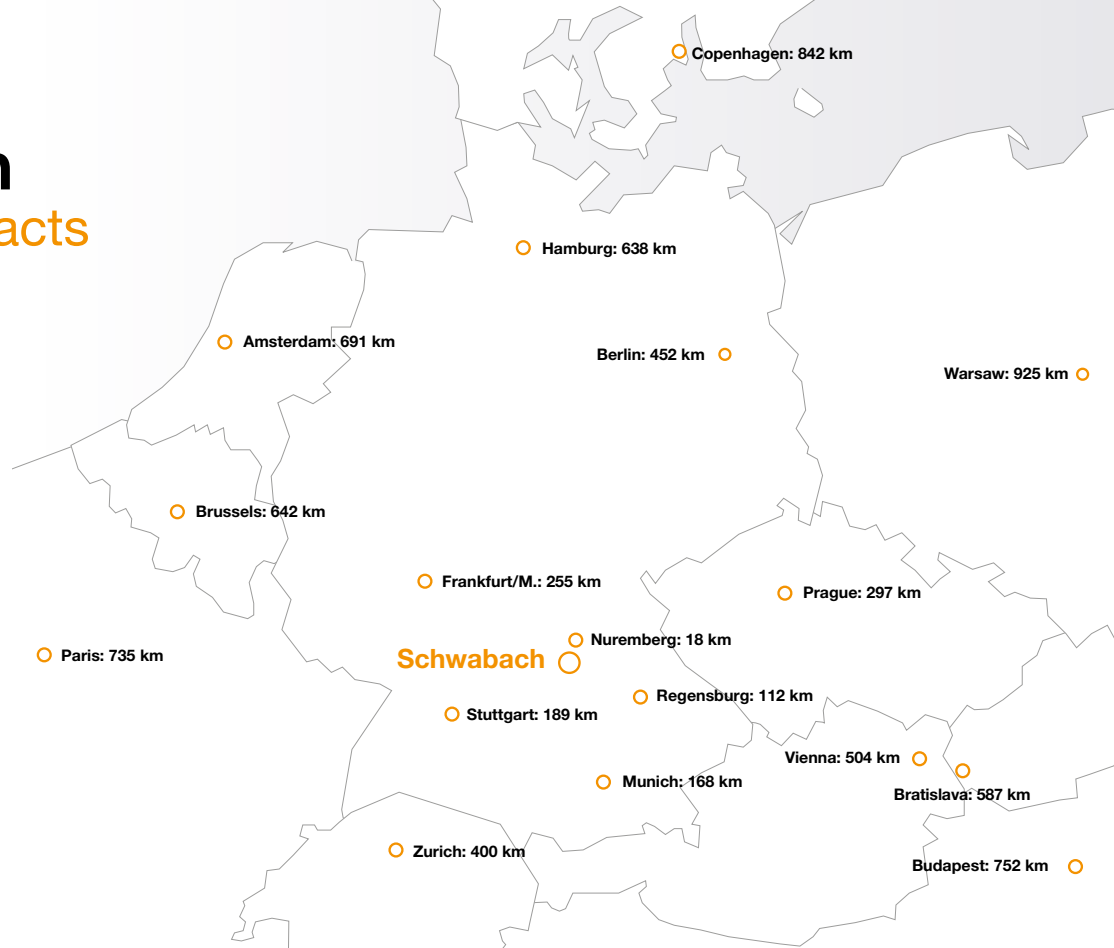 Copenhagen: 842 km
n
acts
Hamburg: 638 km
Amsterdam: 691 km
Berlin: 452 km
Warsaw: 925 km
Brussels: 642 km
Frankfurt/M.: 255 km
Prague: 297 km
Nuremberg: 18 km
Schwabach
Paris: 735 km
Regensburg: 112 km
Stuttgart: 189 km
Vienna: 504 km
Munich: 168 km
Bratislava: 587 km
Zurich: 400 km
Budapest: 752 km